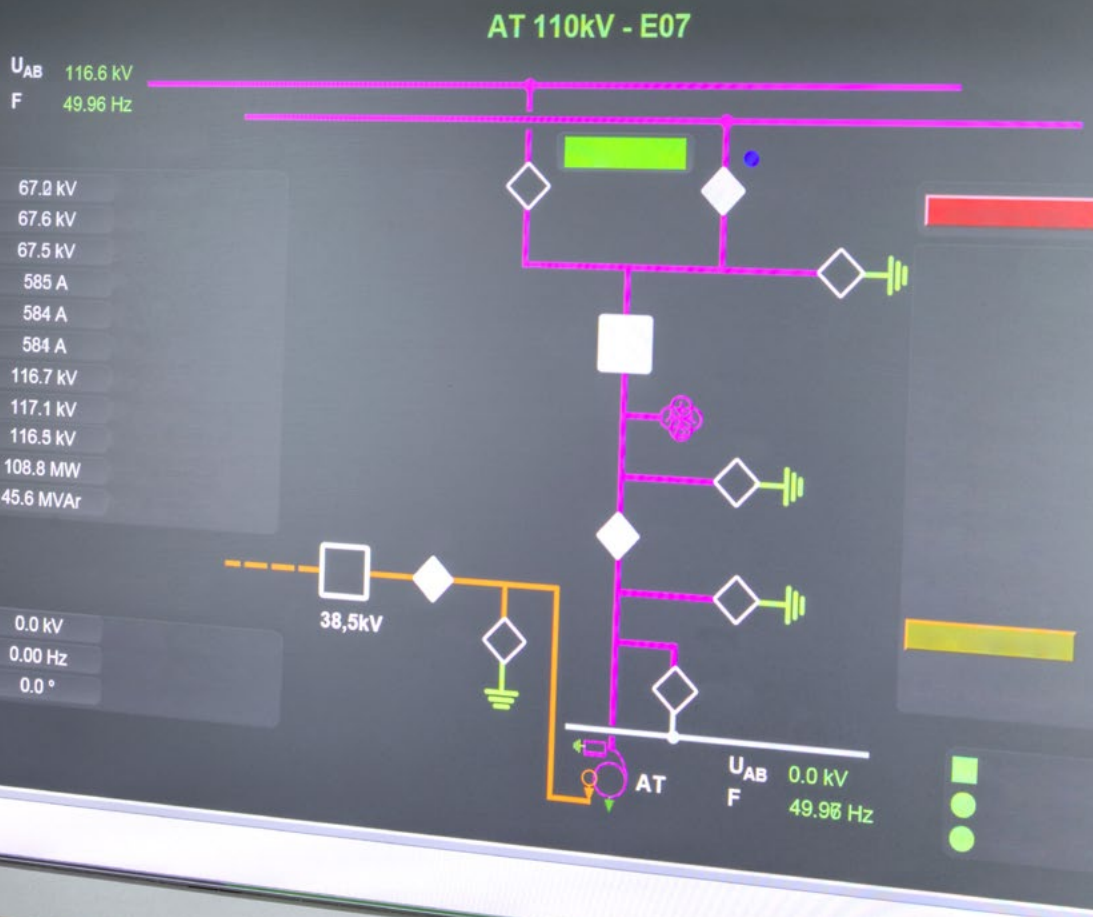 AT 110kV - E07
UAB 116.6 kV
F 49.96 Hz
67.2 kV
67.6 kV
67.5 kV
585 A
584 A
584 A
116.7 kV
117.1 kV
116.5 kV
108.8 MW
45.6 MVAr
38,5kV
0.0 kV
0.00 Hz
0.0 °
AT
UAB 0.0 kV
F 49.96 Hz